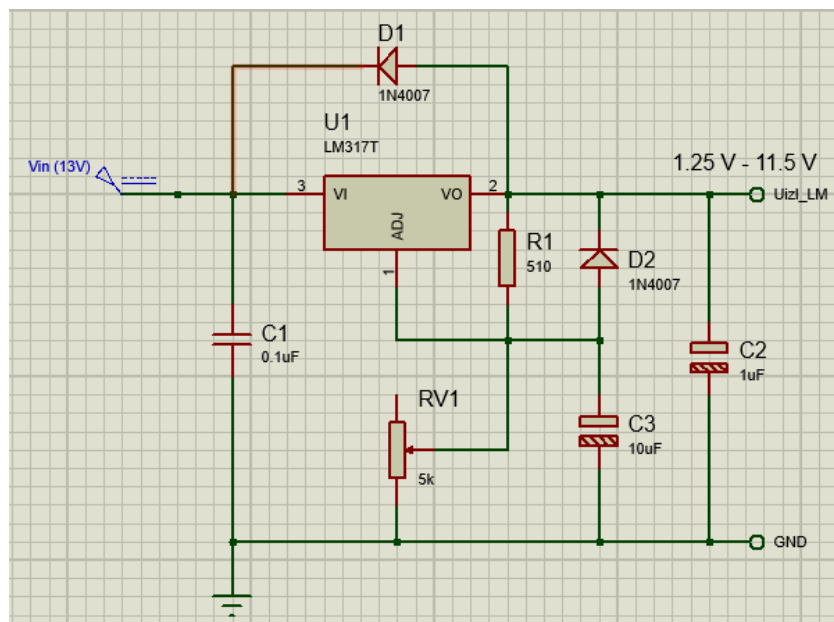 D1
1N4007
U1
LM317T
Vin (13V)
3
VI
VO
2
ADJ
1
1.25 V - 11.5 V
Uizl_LM
R1
510
D2
1N4007
C1
0.1uF
C2
1uF
RV1
5k
C3
10uF
GND